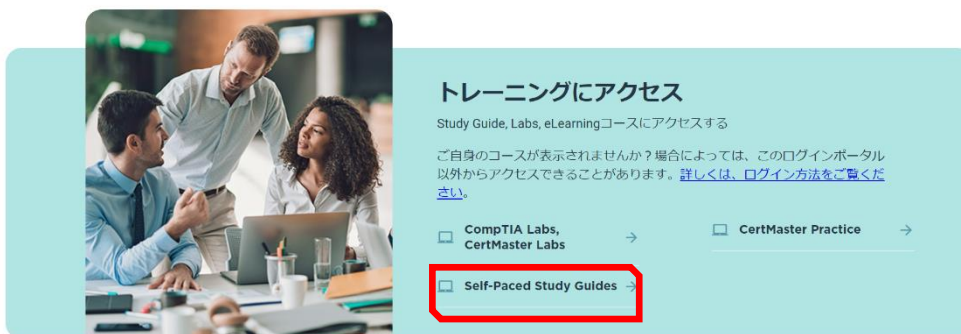 トレーニングにアクセス
Study Guide, Labs, eLearningコースにアクセスする
ご自身のコースが表示されませんか？場合によっては、このログインポータル
以外からアクセスできることがあります。詳しくは、ログイン方法をご覧くだ
さい。
CompTIA Labs,
CertMaster Labs
CertMaster Practice
Self-Paced Study Guides